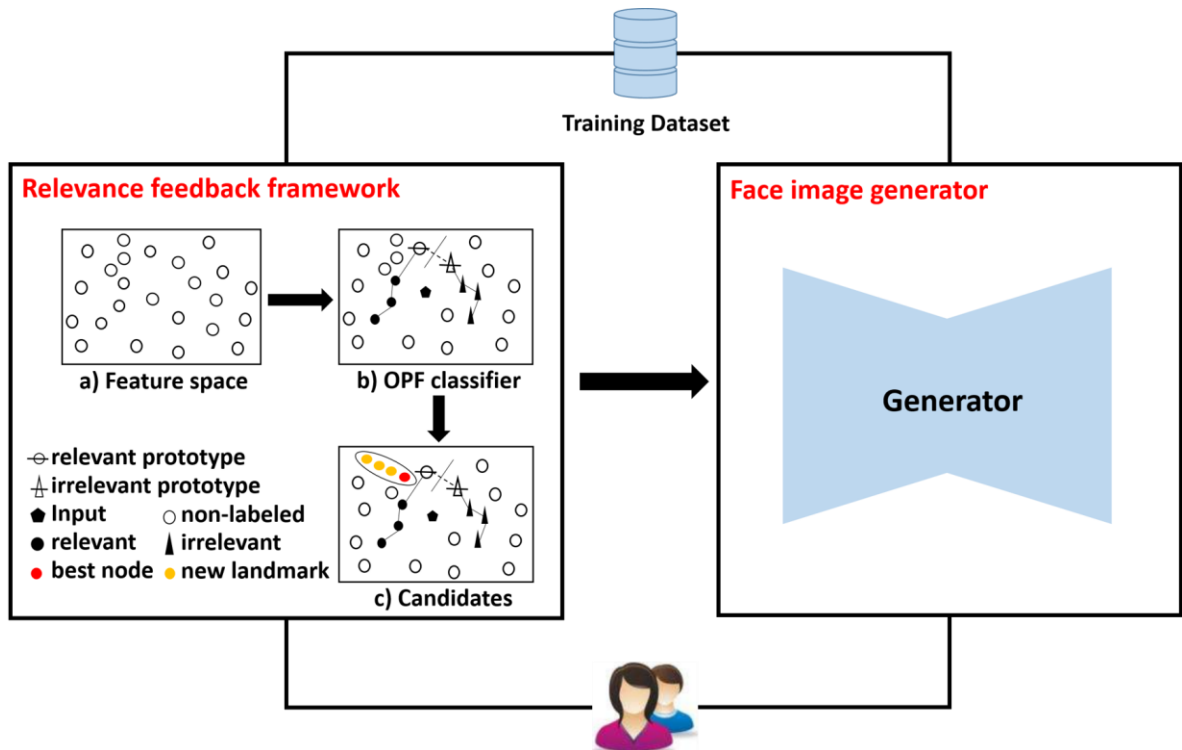 Training Dataset
Relevance feedback framework
a) Feature space
b) OPF classifier
relevant prototype
irrelevant prototype
Input
non-labeled
relevant
irrelevant
best node
new landmark
c) Candidates
Face image generator
Generator